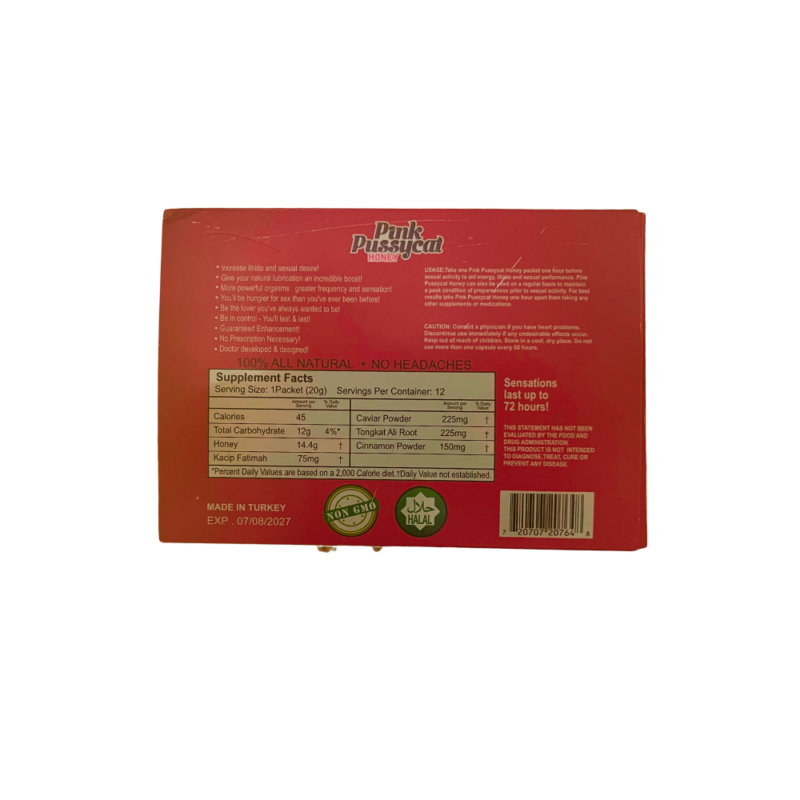 Pink
Pussycat
HONEY
• Increase libido and sexual desire!
• Give your natural lubrication an incredible boost!
• More powerful orgasms : greater frequency and sensation!
• You'll be hungier for sex than you've ever been before!
• Be the lover you've always wanted to be!
• Be in control - You'll last & last!
• Guaranteed Enhancement!
• No Prescription Necessary!
• Doctor developed & designed!
USAGE:Take one Pink Pussycat Honey packet one hour before
sexual activity to aid energy, libido and sexual performance. Pink
Pussycat Honey can also be used on a regular basis to maintain
a peak condition of preparedness prior to sexual activity. For best
results take Pink Pussycat Honey one hour apart from taking any
other supplements or medications.
CAUTION: Consult a physician if you have heart problems.
Discontinue use immediately if any undesirable effects occur.
Keep out all reach of children. Store in a cool, dry place. Do not
use more than one capsule every 60 hours.
100% ALL NATURAL • NO HEADACHES
Supplement Facts
Serving Size: 1Packet (20g) Servings Per Container: 12
Amount per Serving % Daily Value
Calories 45
Total Carbohydrate 12g 4%*
Honey 14.4g †
Kacip Fatimah 75mg †
Amount per Serving % Daily Value
Caviar Powder 225mg †
Tongkat Ali Root 225mg †
Cinnamon Powder 150mg †
*Percent Daily Values are based on a 2,000 Calorie diet,†Daily Value not established.
Sensations
last up to
72 hours!
THIS STATEMENT HAS NOT BEEN
EVALUATED BY THE FOOD AND
DRUG ADMINISTRATION.
THIS PRODUCT IS NOT INTENDED
TO DIAGNOSE,TREAT, CURE OR
PREVENT ANY DISEASE.
MADE IN TURKEY
EXP . 07/08/2027
NON GMO
حلال
HALAL
7 20707 20764 8